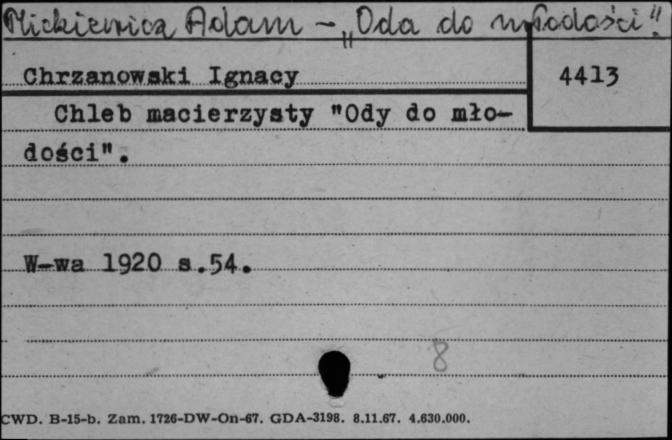 Mickiewicz Adam - „Oda do młodości".
Chrzanowski Ignacy
4413
Chleb macierzysty "Ody do mło-
dości".
W-wa 1920 s.54.
8
CWD. B-15-b. Zam. 1726-DW-On-67. GDA-3198. 8.11.67. 4.630.000.